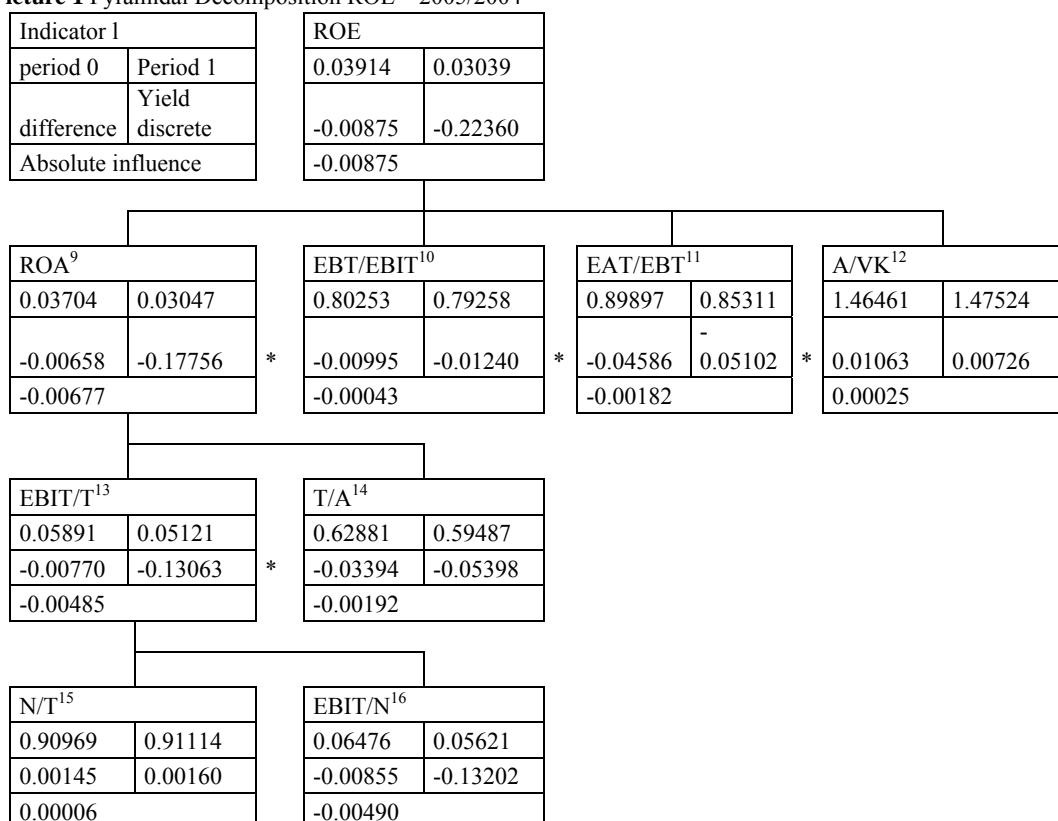 Picture 1 Pyramidal Decomposition ROE – 2005/2004
Indicator l ROE
period 0 Period 1 0.03914 0.03039
Yield
difference discrete -0.00875 -0.22360
Absolute influence -0.00875
ROA9 EBT/EBIT10 EAT/EBT11 A/VK12
0.03704 0.03047 0.80253 0.79258 0.89897 0.85311 1.46461 1.47524
-
-0.00658 -0.17756 * -0.00995 -0.01240 * -0.04586 0.05102 * 0.01063 0.00726
-0.00677 -0.00043 -0.00182 0.00025
EBIT/T13 T/A14
0.05891 0.05121 0.62881 0.59487
-0.00770 -0.13063 * -0.03394 -0.05398
-0.00485 -0.00192
N/T15 EBIT/N16
0.90969 0.91114 0.06476 0.05621
0.00145 0.00160 -0.00855 -0.13202
0.00006 -0.00490